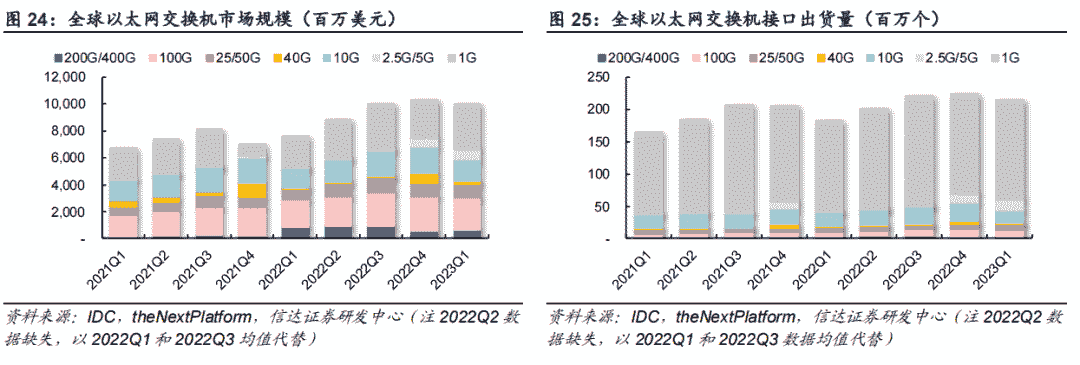 图 24：全球以太网交换机市场规模（百万美元）
200G/400G 100G 25/50G 40G 10G 2.5G/5G 1G
12,000
10,000
8,000
6,000
4,000
2,000
-
2021Q1 2021Q2 2021Q3 2021Q4 2022Q1 2022Q2 2022Q3 2022Q4 2023Q1
资料来源：IDC，theNextPlatform，信达证券研发中心（注 2022Q2 数
据缺失，以 2022Q1 和 2022Q3 均值代替）
图 25：全球以太网交换机接口出货量（百万个）
200G/400G 100G 25/50G 40G 10G 2.5G/5G 1G
250
200
150
100
50
-
2021Q1 2021Q2 2021Q3 2021Q4 2022Q1 2022Q2 2022Q3 2022Q4 2023Q1
资料来源：IDC，theNextPlatform，信达证券研发中心（注 2022Q2 数
据缺失，以 2022Q1 和 2022Q3 数据均值代替）